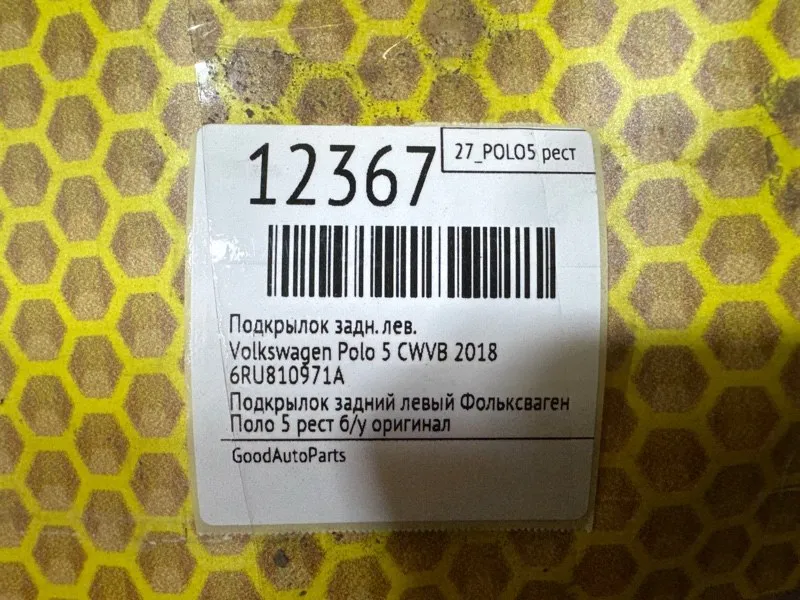 12367
27_POLO5 рест
Подкрылок задн.лев.
Volkswagen Polo 5 CWVB 2018
6RU810971A
Подкрылок задний левый Фольксваген
Поло 5 рест б/у оригинал
GoodAutoParts